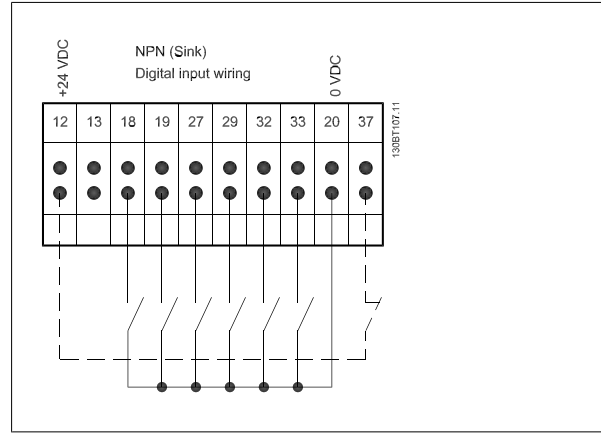 +24 VDC
NPN (Sink)
Digital input wiring
0 VDC
12 13 18 19 27 29 32 33 20 37
130BT107.11